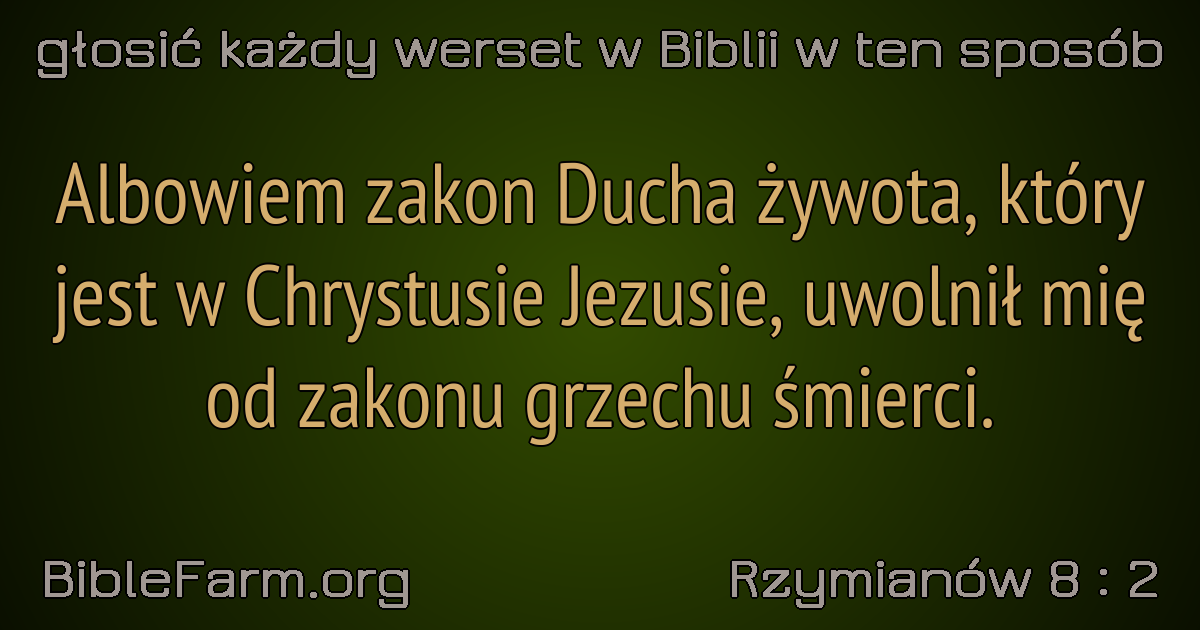 głosić każdy werset w Biblii w ten sposób
Albowiem zakon Ducha żywota, który
jest w Chrystusie Jezusie, uwolnił mię
od zakonu grzechu śmierci.
BibleFarm.org
Rzymianów 8 : 2